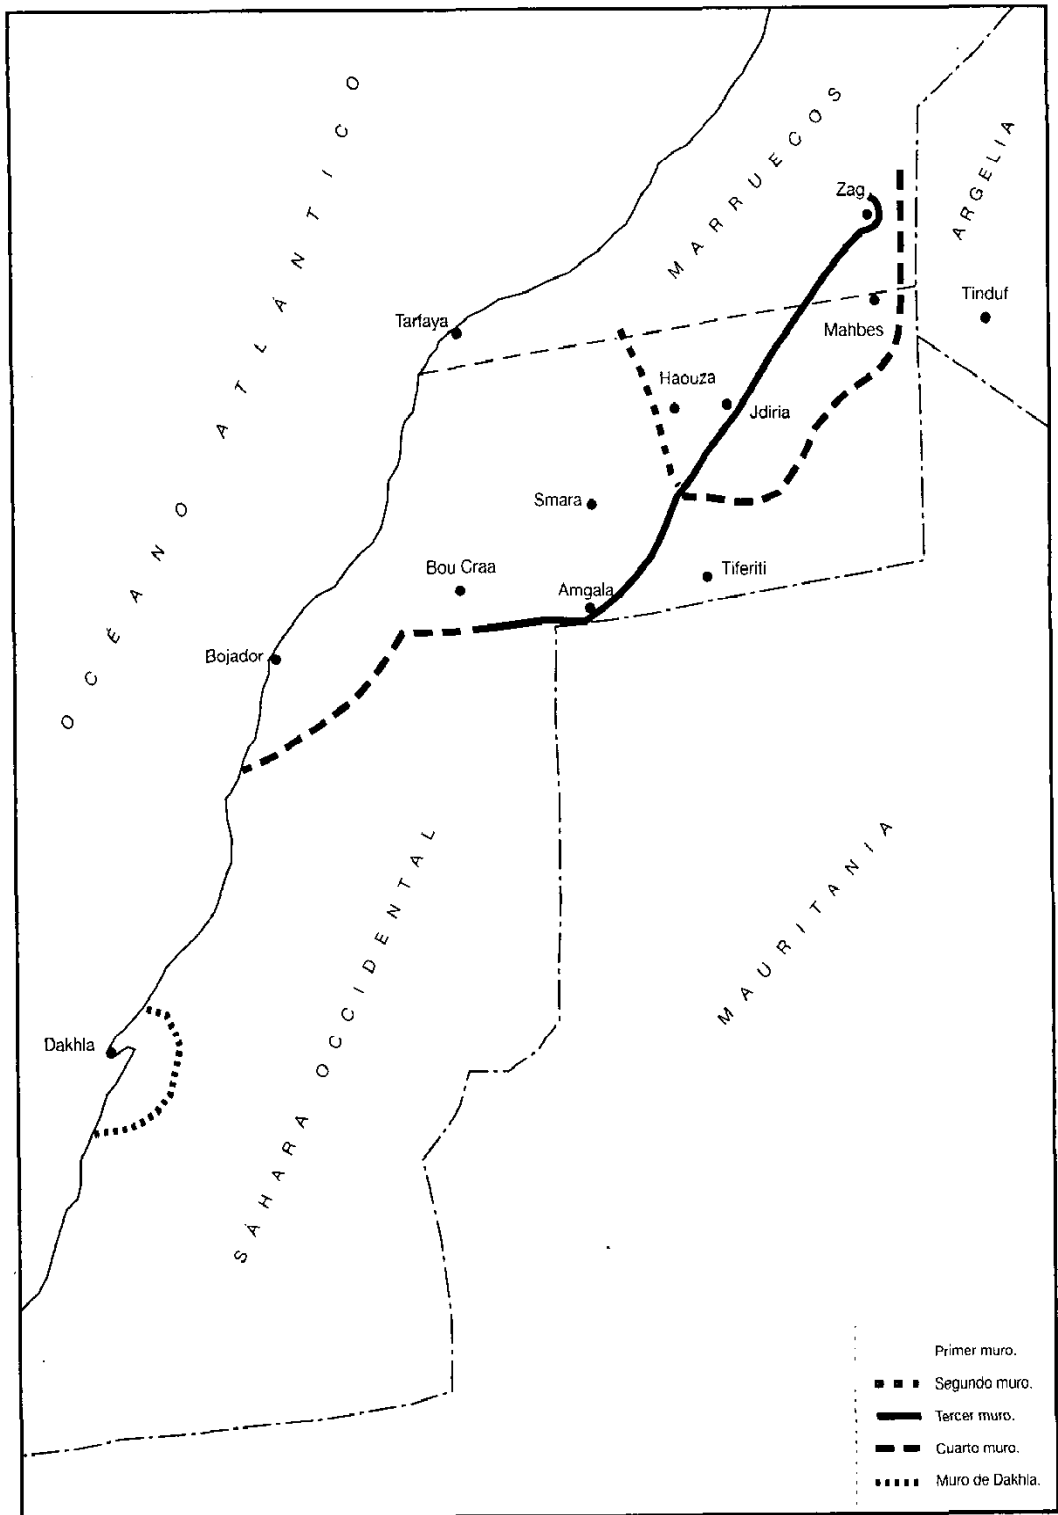 OCÉANO ATLÁNTICO
MARRUECOS
ARGELIA
Zag
Tinduf
Mahbes
Tarfaya
Haouza
Jdiria
Smara
Bou Craa
Amgala
Tiferiti
Bojador
SÁHARA OCCIDENTAL
MAURITANIA
Dakhla
Primer muro.
Segundo muro.
Tercer muro.
Cuarto muro.
Muro de Dakhla.